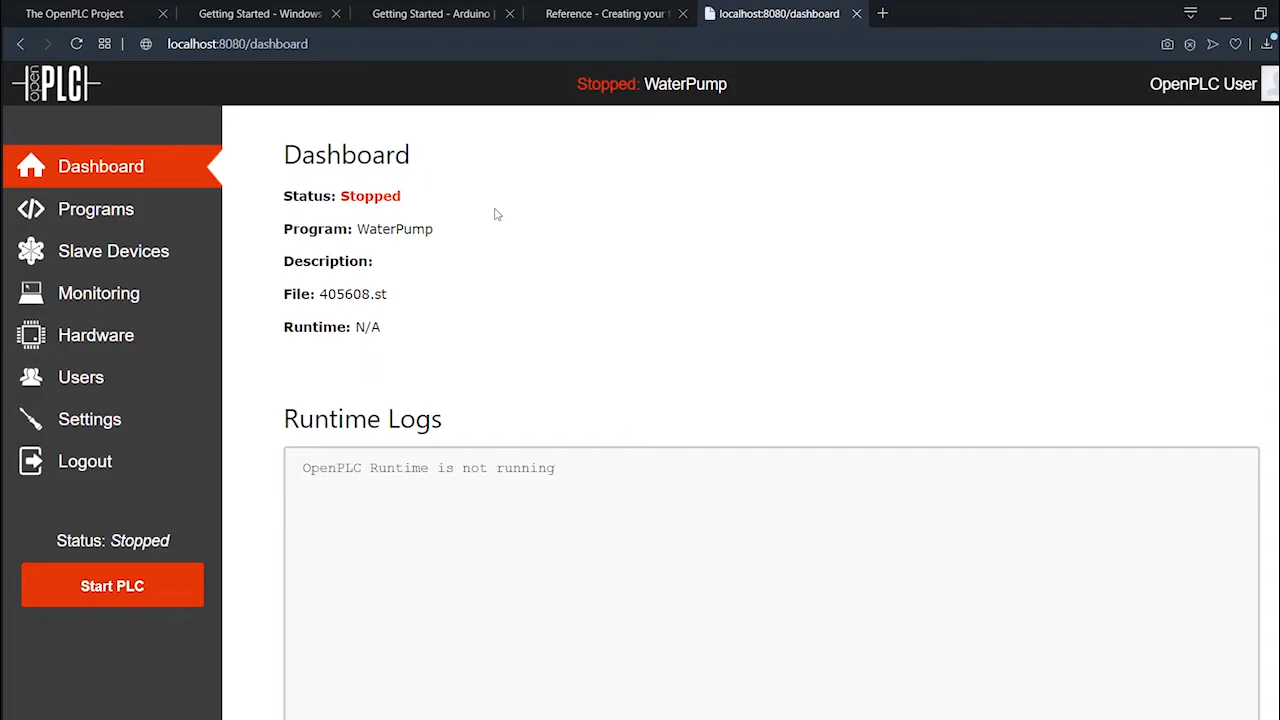 The OpenPLC Project
Getting Started - Windows
Getting Started - Arduino
Reference - Creating your
localhost:8080/dashboard
localhost:8080/dashboard
open PLC
Stopped: WaterPump
OpenPLC User
Dashboard
Programs
Slave Devices
Monitoring
Hardware
Users
Settings
Logout
Status: Stopped
Start PLC
Dashboard
Status: Stopped
Program: WaterPump
Description:
File: 405608.st
Runtime: N/A
Runtime Logs
OpenPLC Runtime is not running